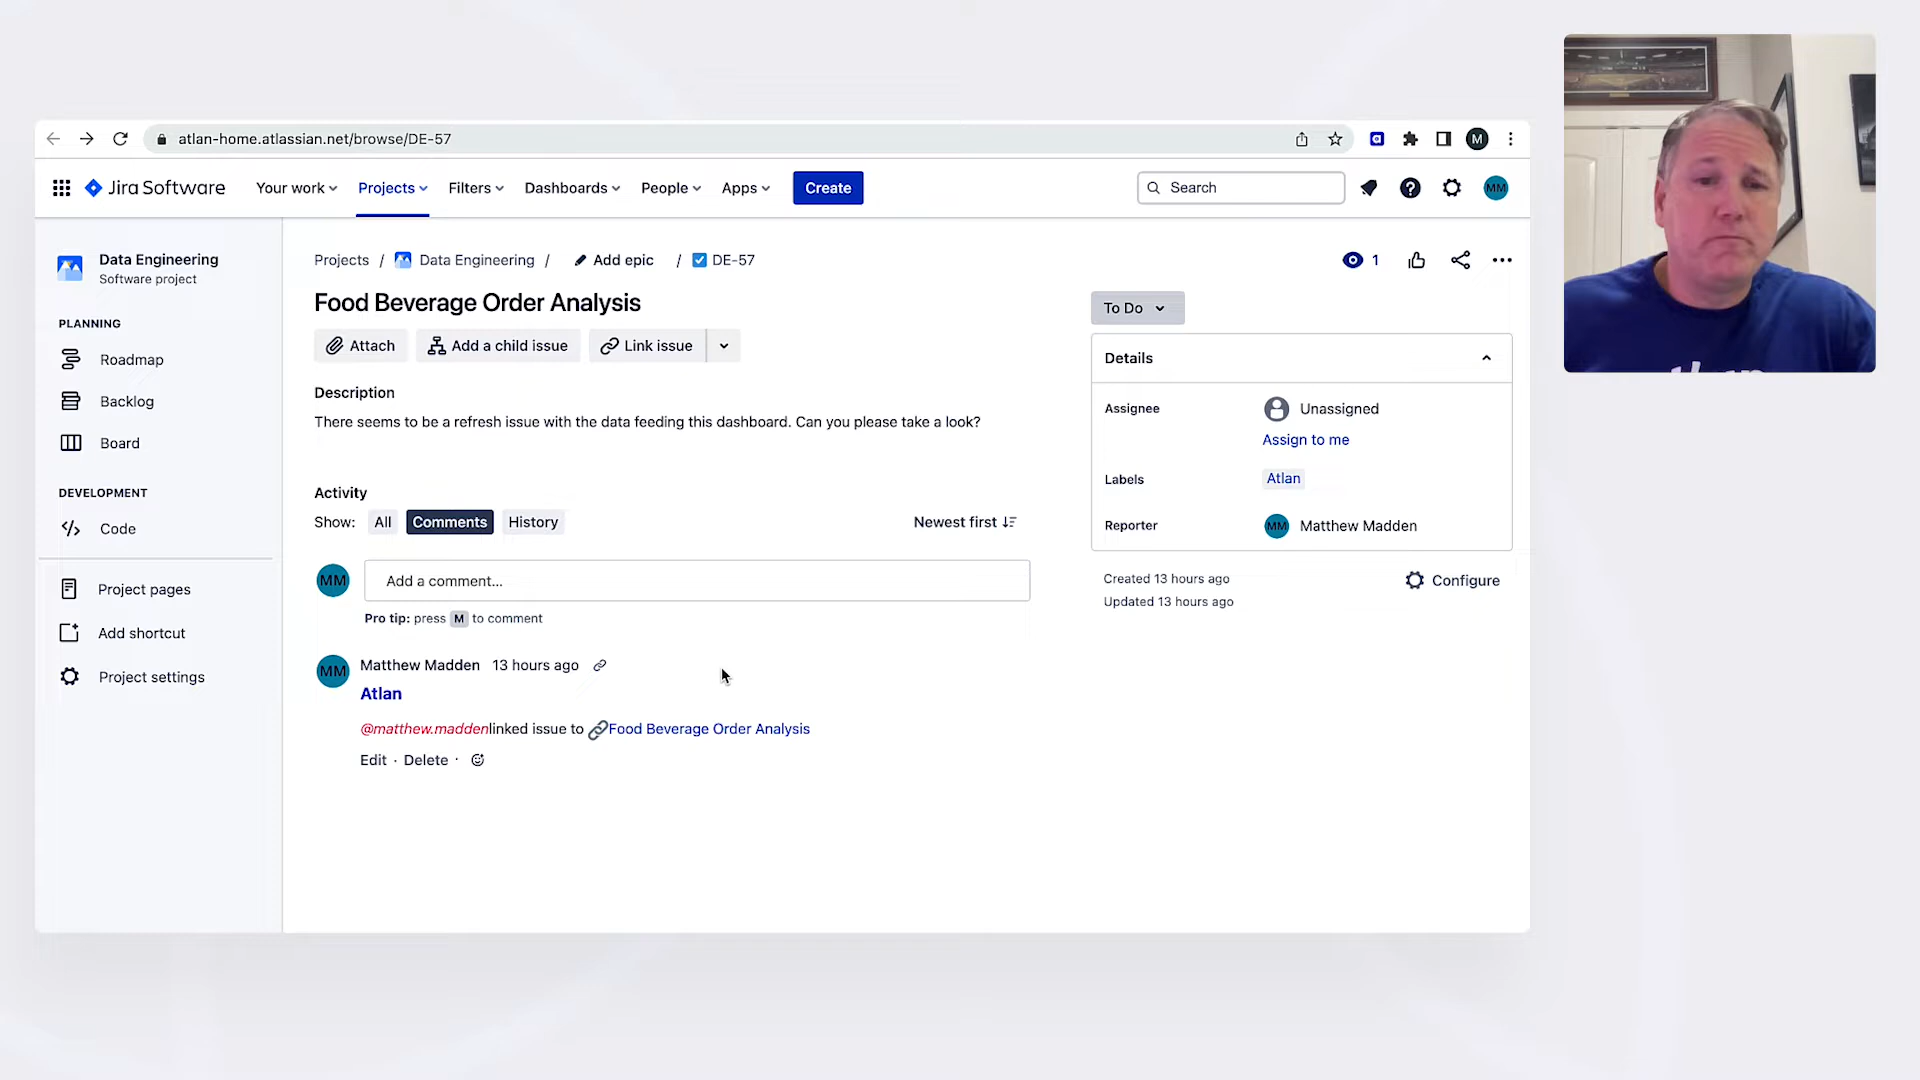 atlan-home.atlassian.net/browse/DE-57
M
Jira Software
Your work
Projects
Filters
Dashboards
People
Apps
Create
Search
MM
Data Engineering
Software project
PLANNING
Roadmap
Backlog
Board
DEVELOPMENT
Code
Project pages
Add shortcut
Project settings
Projects / Data Engineering / Add epic / DE-57
1
Food Beverage Order Analysis
Attach
Add a child issue
Link issue
Description
There seems to be a refresh issue with the data feeding this dashboard. Can you please take a look?
Activity
Show: All Comments History
Newest first
MM
Add a comment...
Pro tip: press M to comment
MM
Matthew Madden 13 hours ago
Atlan
@matthew.maddenlinked issue to Food Beverage Order Analysis
Edit · Delete ·
To Do
Details
Assignee
Unassigned
Assign to me
Labels
Atlan
Reporter
MM Matthew Madden
Created 13 hours ago
Updated 13 hours ago
Configure